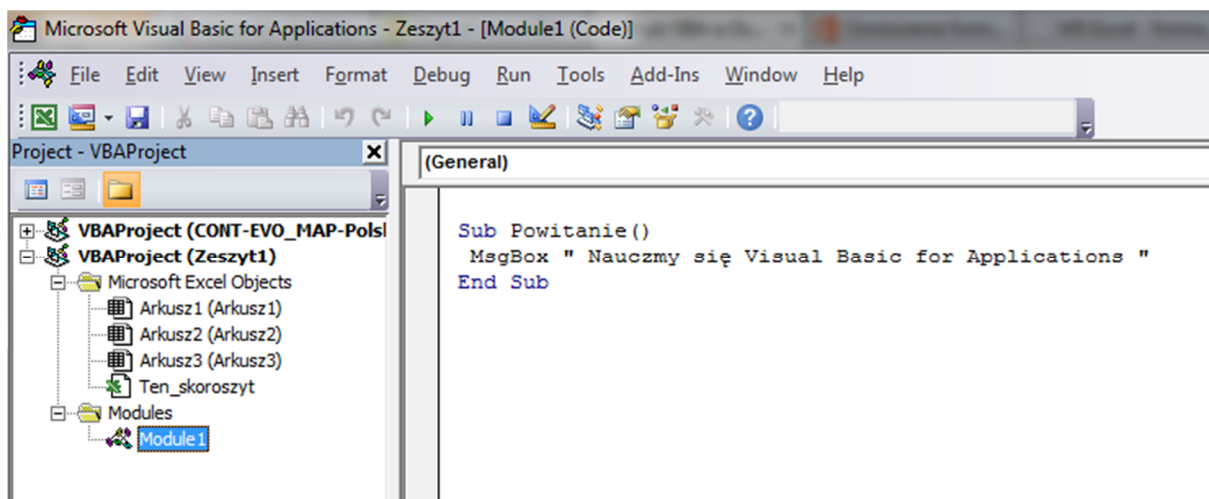 Microsoft Visual Basic for Applications - Zeszyt1 - [Module1 (Code)]
File Edit View Insert Format Debug Run Tools Add-Ins Window Help
Project - VBAProject
(General)
VBAProject (CONT-EVO_MAP-Polsl
VBAProject (Zeszyt1)
Microsoft Excel Objects
Arkusz1 (Arkusz1)
Arkusz2 (Arkusz2)
Arkusz3 (Arkusz3)
Ten_skoroszyt
Modules
Module1
Sub Powitanie()
MsgBox " Nauczmy się Visual Basic for Applications "
End Sub